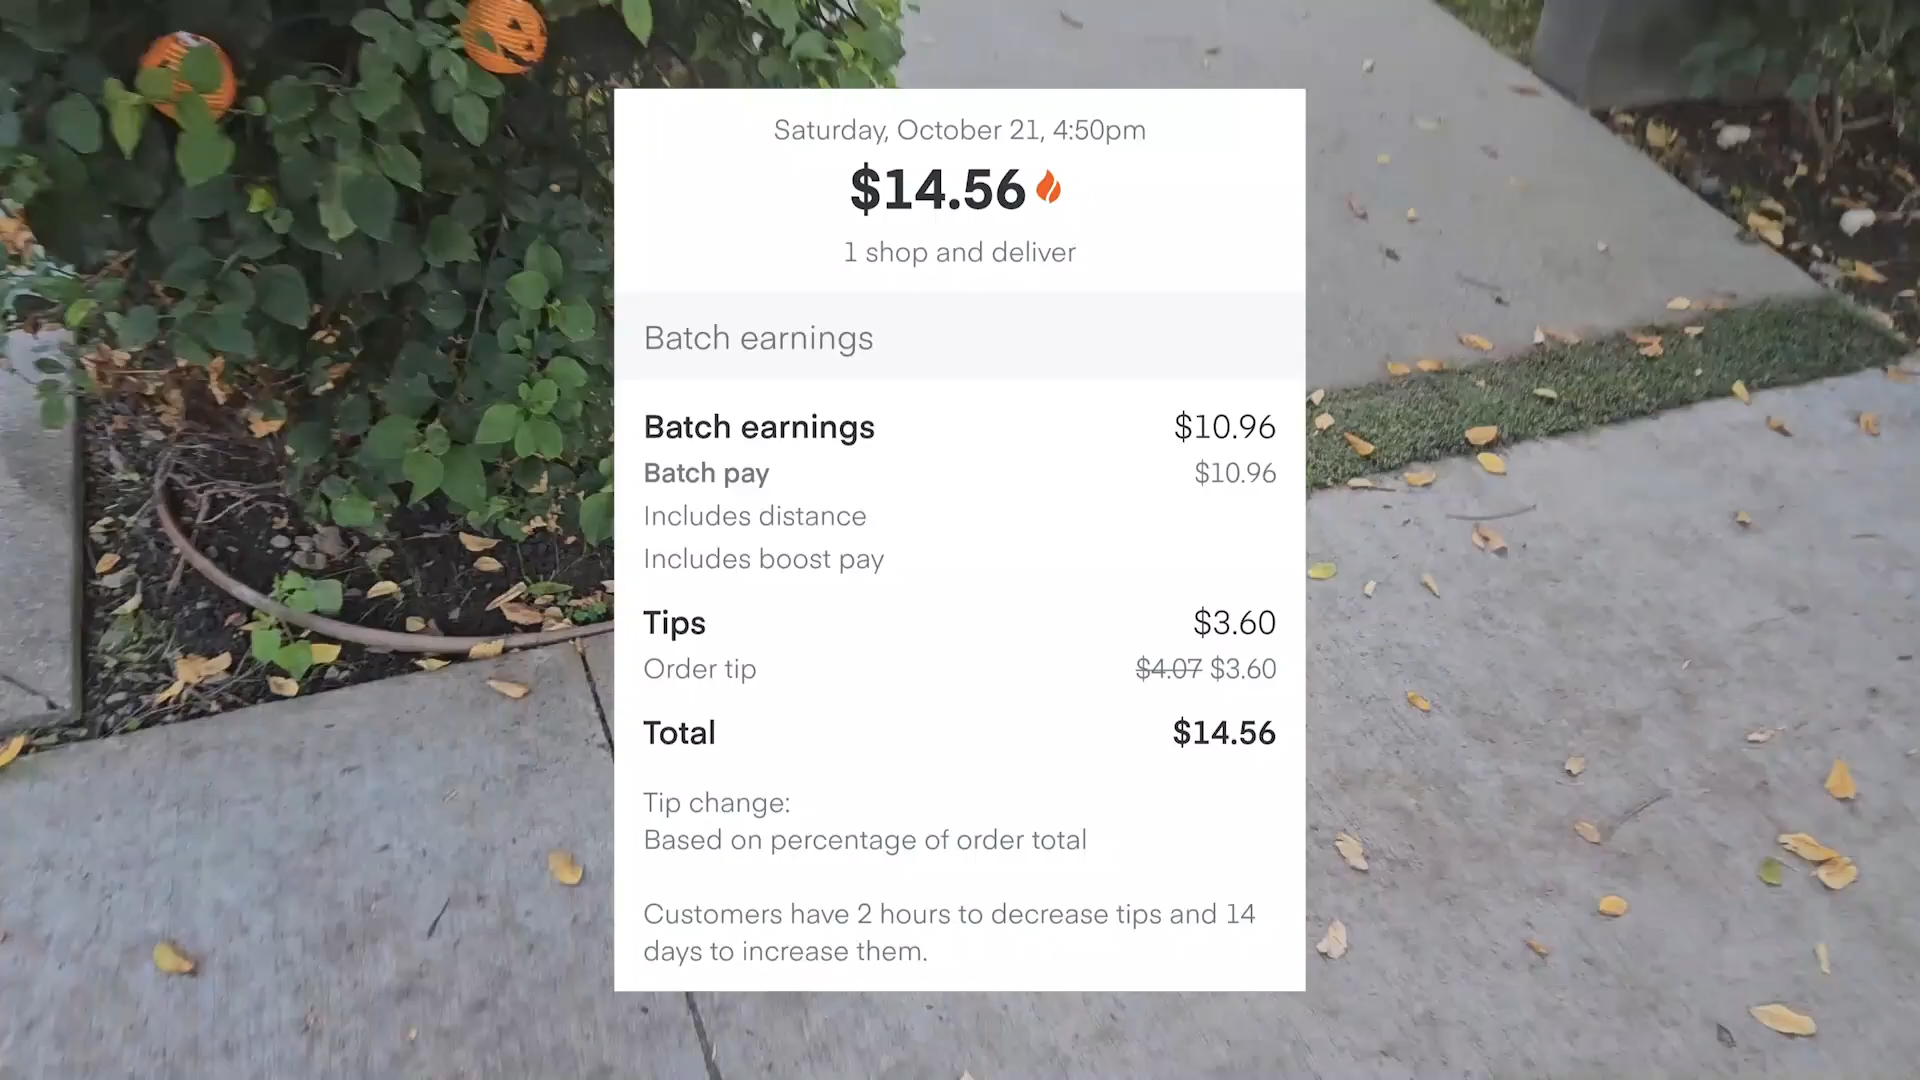 Saturday, October 21, 4:50pm
$14.56
1 shop and deliver
Batch earnings
Batch earnings $10.96
Batch pay $10.96
Includes distance
Includes boost pay
Tips $3.60
Order tip $4.07 $3.60
Total $14.56
Tip change:
Based on percentage of order total
Customers have 2 hours to decrease tips and 14
days to increase them.